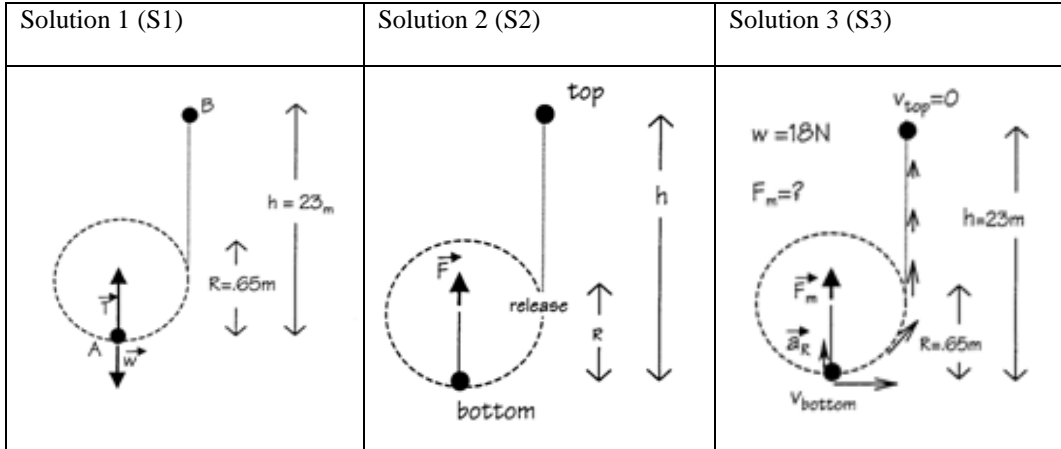 Solution 1 (S1)
Solution 2 (S2)
Solution 3 (S3)
B
h = 23m
R=.65m
T
A
w
top
h
F
release
R
bottom
vtop=0
w =18N
Fm=?
h=23m
Fm
aR
R=.65m
vbottom